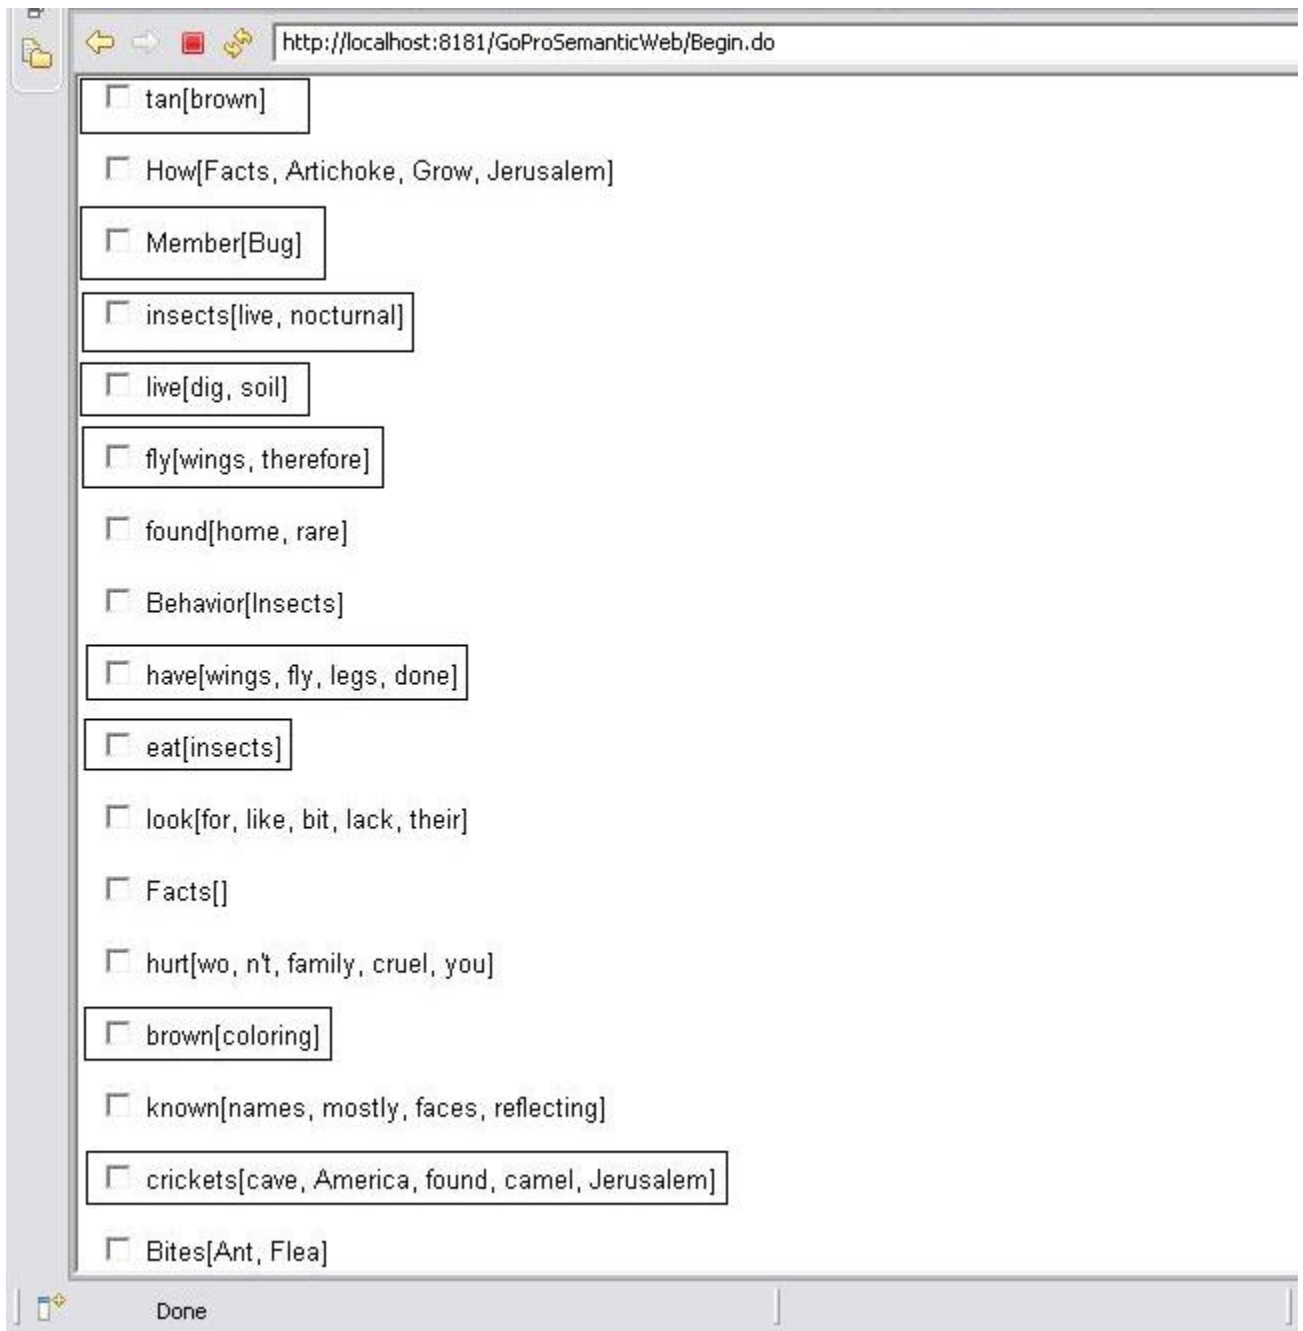 http://localhost:8181/GoProSemanticWeb/Begin.do
tan[brown]
How[Facts, Artichoke, Grow, Jerusalem]
Member[Bug]
insects[live, nocturnal]
live[dig, soil]
fly[wings, therefore]
found[home, rare]
Behavior[Insects]
have[wings, fly, legs, done]
eat[insects]
look[for, like, bit, lack, their]
Facts[]
hurt[wo, n't, family, cruel, you]
brown[coloring]
known[names, mostly, faces, reflecting]
crickets[cave, America, found, camel, Jerusalem]
Bites[Ant, Flea]
Done